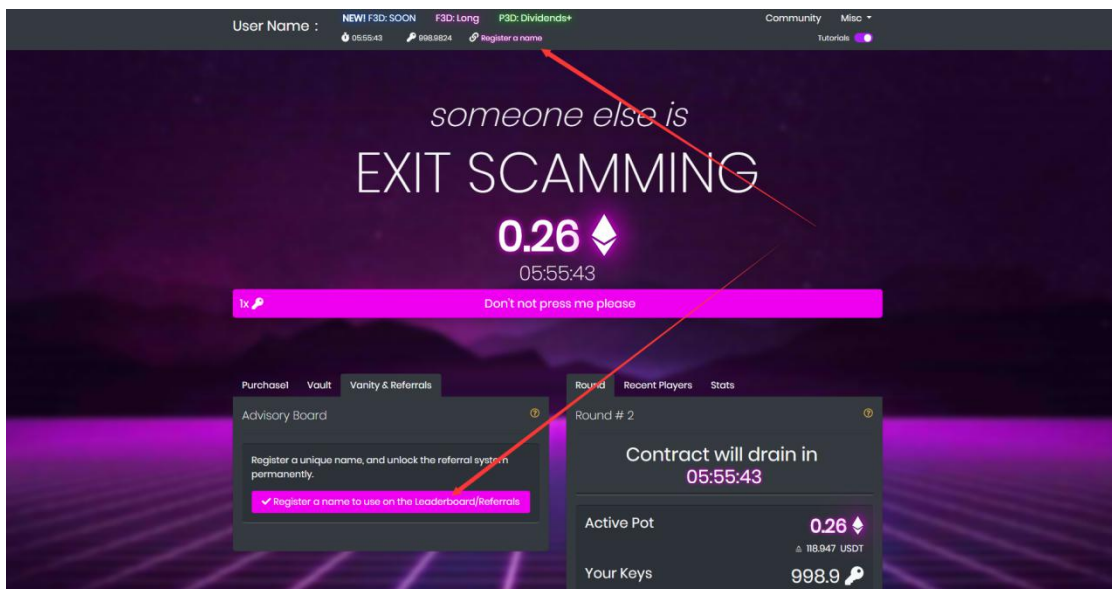 User Name :
NEW! F3D: SOON F3D: Long P3D: Dividends+
05:55:43 998.9824 Register a name
Community Misc
Tutorials
someone else is
EXIT SCAMMING
0.26
05:55:43
1x Don't not press me please
Purchase1 Vault Vanity & Referrals
Advisory Board
Register a unique name, and unlock the referral system
permanently.
Register a name to use on the Leaderboard/Referrals
Round Recent Players Stats
Round # 2
Contract will drain in
05:55:43
Active Pot 0.26
118.947 USDT
Your Keys 998.9